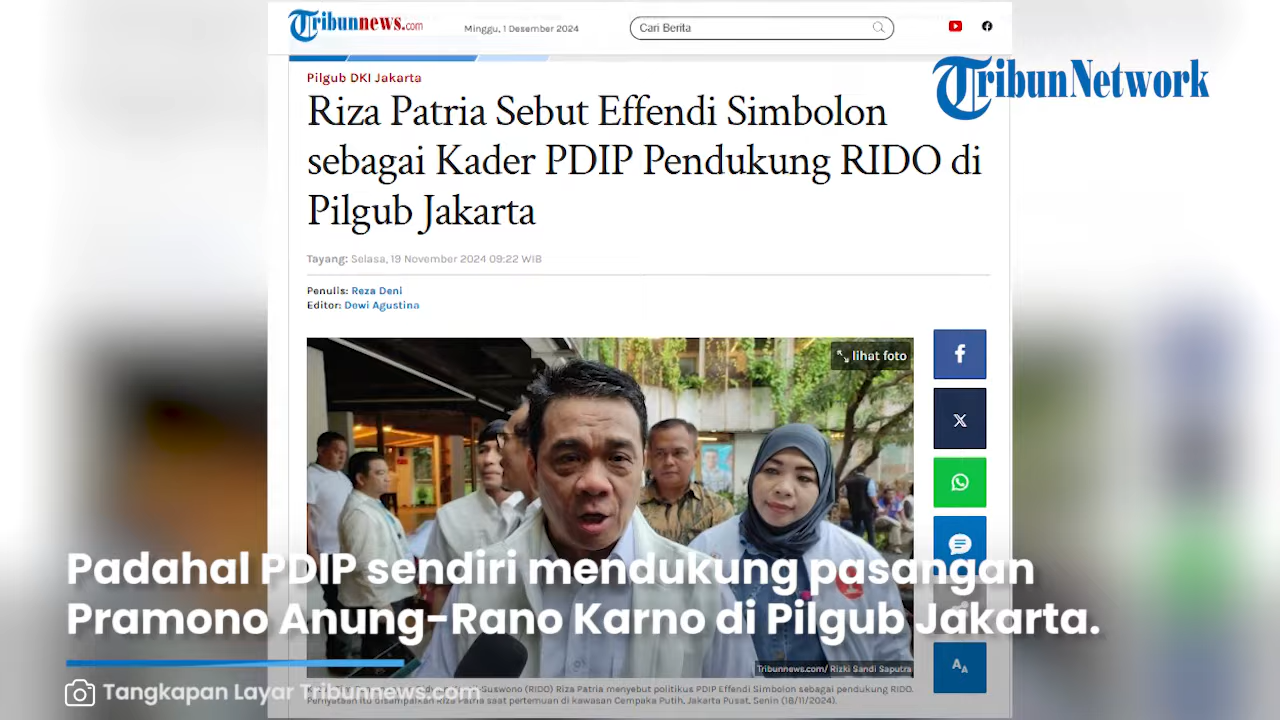 Tribunnews.com
Minggu, 1 Desember 2024
Cari Berita
TribunNetwork
Pilgub DKI Jakarta
Riza Patria Sebut Effendi Simbolon
sebagai Kader PDIP Pendukung RIDO di
Pilgub Jakarta
Tayang: Selasa, 19 November 2024 09:22 WIB
Penulis: Reza Deni
Editor: Dewi Agustina
lihat foto
Padahal PDIP sendiri mendukung pasangan
Pramono Anung-Rano Karno di Pilgub Jakarta.
Tribunnews.com/ Rizki Sandi Saputra
AA
Tangkapan Layar Tribunnews.com
Suswono (RIDO) Riza Patria menyebut politikus PDIP Effendi Simbolon sebagai pendukung RIDO.
Pernyataan itu disampaikan Riza Patria saat pertemuan di kawasan Cempaka Putih, Jakarta Pusat, Senin (18/11/2024).